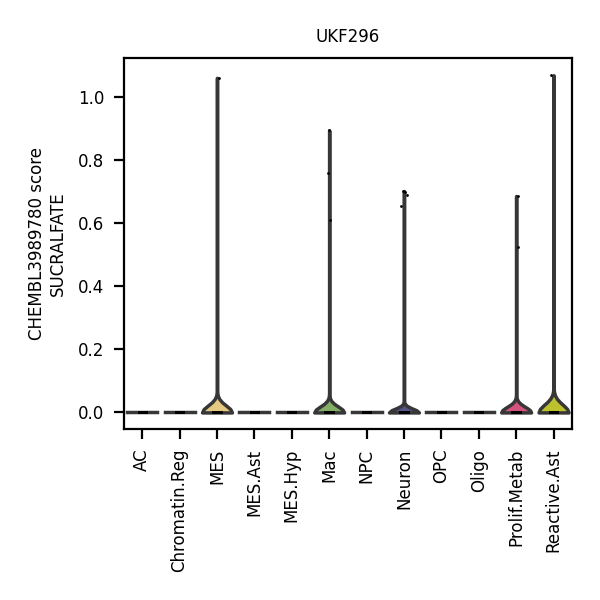 UKF296
CHEMBL3989780 score
SUCRALFATE
1.0
0.8
0.6
0.4
0.2
0.0
AC
Chromatin.Reg
MES
MES.Ast
MES.Hyp
Mac
NPC
Neuron
OPC
Oligo
Prolif.Metab
Reactive.Ast